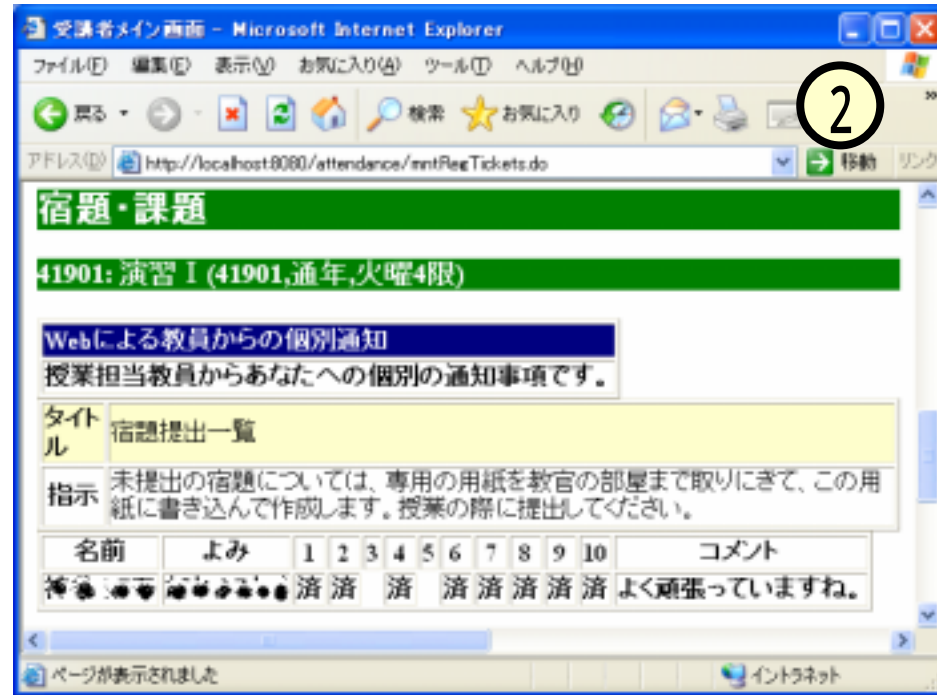 受講者メイン画面 - Microsoft Internet Explorer
ファイル(F) 編集(E) 表示(V) お気に入り(A) ツール(T) ヘルプ(H)
戻る 検索 お気に入り »
2
アドレス(D) http://localhost:8080/attendance/mntRegTickets.do 移動 リンク
宿題・課題
41901: 演習Ⅰ(41901,通年,火曜4限)
Webによる教員からの個別通知
授業担当教員からあなたへの個別の通知事項です。
タイト
ル
宿題提出一覧
指示
未提出の宿題については、専用の用紙を教官の部屋まで取りにきて、この用
紙に書き込んで作成します。授業の際に提出してください。
名前 よみ 1 2 3 4 5 6 7 8 9 10 コメント
済 済 済 済 済 済 済 済 よく頑張っていますね。
ページが表示されました イントラネット